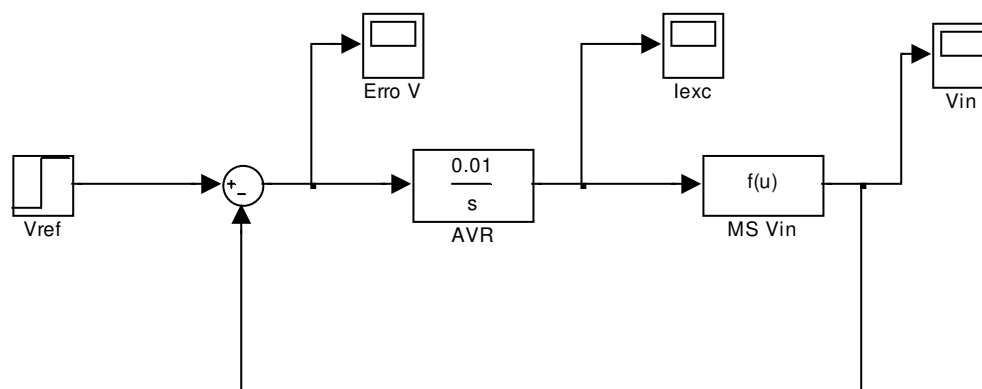 Erro V
Iexc
Vin
Vref
+
−
0.01
s
AVR
f(u)
MS Vin